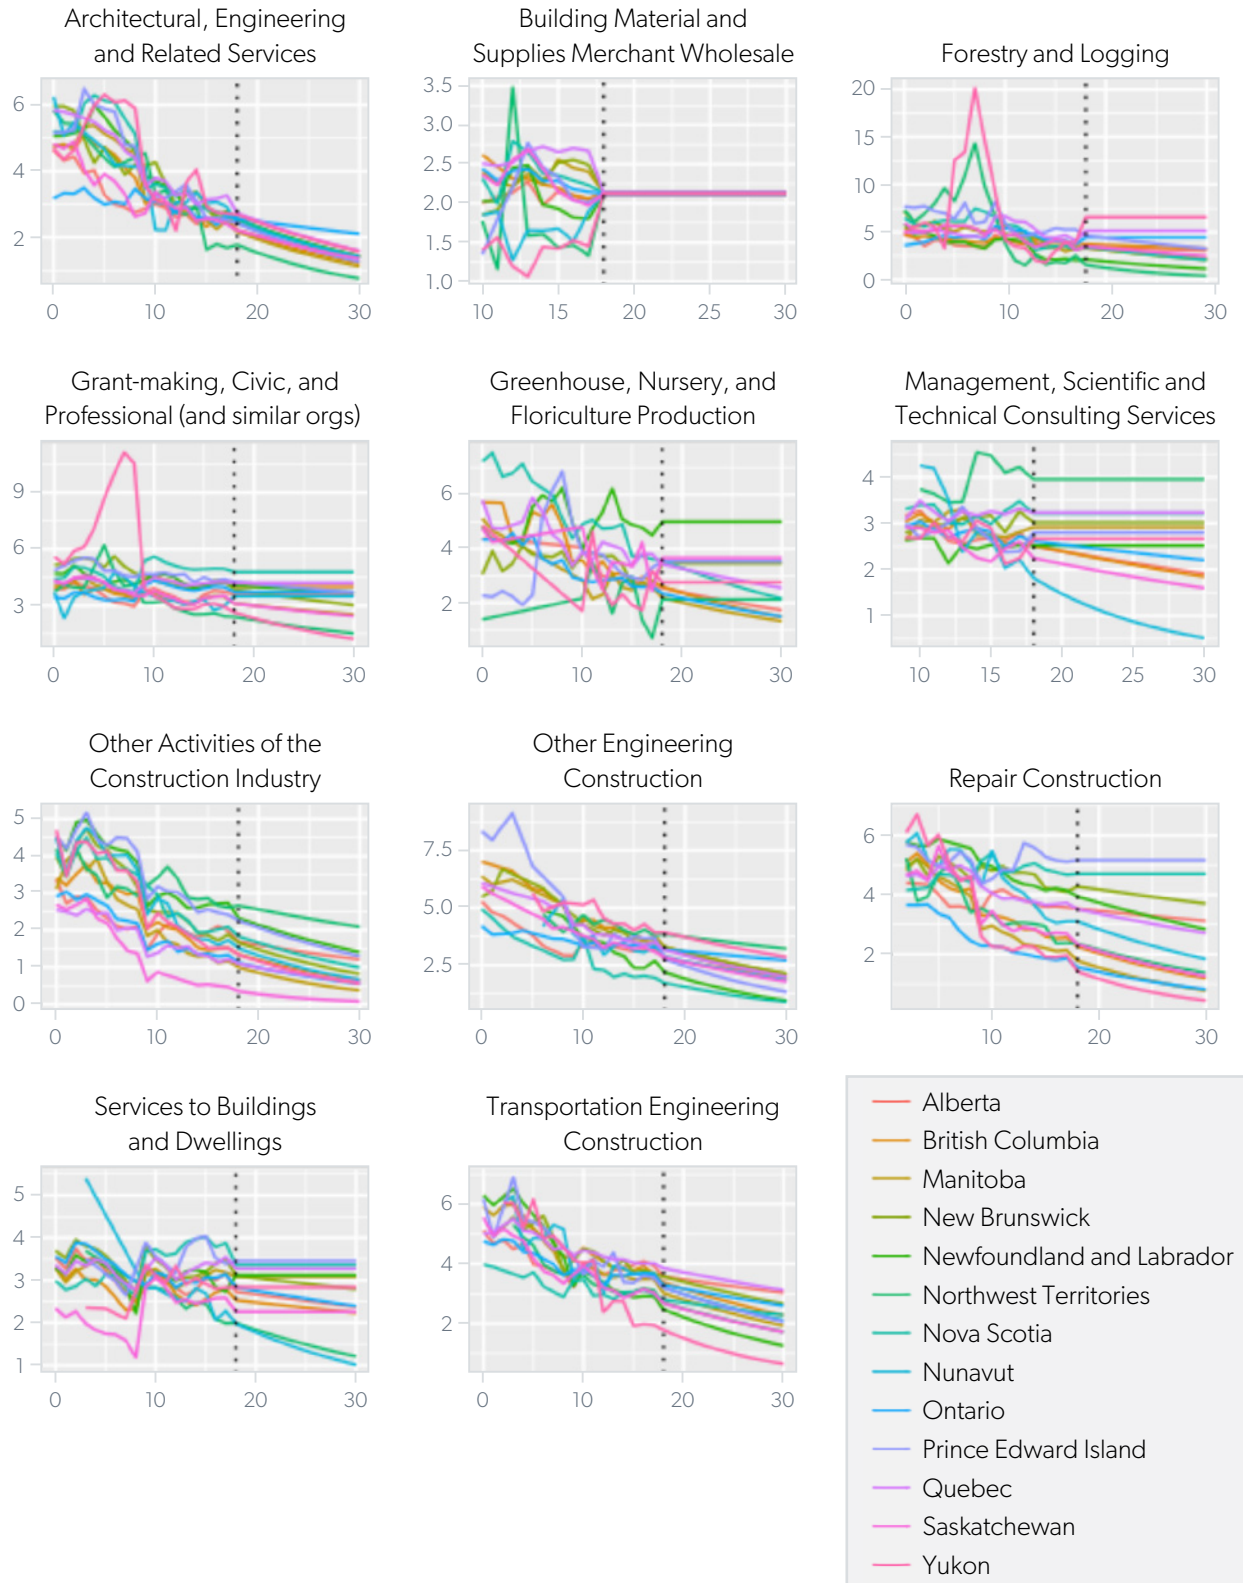 Architectural, Engineering
and Related Services
6
4
2
0
10
20
30
Building Material and
Supplies Merchant Wholesale
3.5
3.0
2.5
2.0
1.5
1.0
10
15
20
25
30
Forestry and Logging
20
15
10
5
0
0
10
20
30
Grant-making, Civic, and
Professional (and similar orgs)
9
6
3
0
10
20
30
Greenhouse, Nursery, and
Floriculture Production
6
4
2
0
10
20
30
Management, Scientific and
Technical Consulting Services
4
3
2
1
10
15
20
25
30
Other Activities of the
Construction Industry
5
4
3
2
1
0
0
10
20
30
Other Engineering
Construction
7.5
5.0
2.5
0
10
20
30
Repair Construction
6
4
2
10
20
30
Services to Buildings
and Dwellings
5
4
3
2
1
0
10
20
30
Transportation Engineering
Construction
6
4
2
0
10
20
30
Alberta
British Columbia
Manitoba
New Brunswick
Newfoundland and Labrador
Northwest Territories
Nova Scotia
Nunavut
Ontario
Prince Edward Island
Quebec
Saskatchewan
Yukon